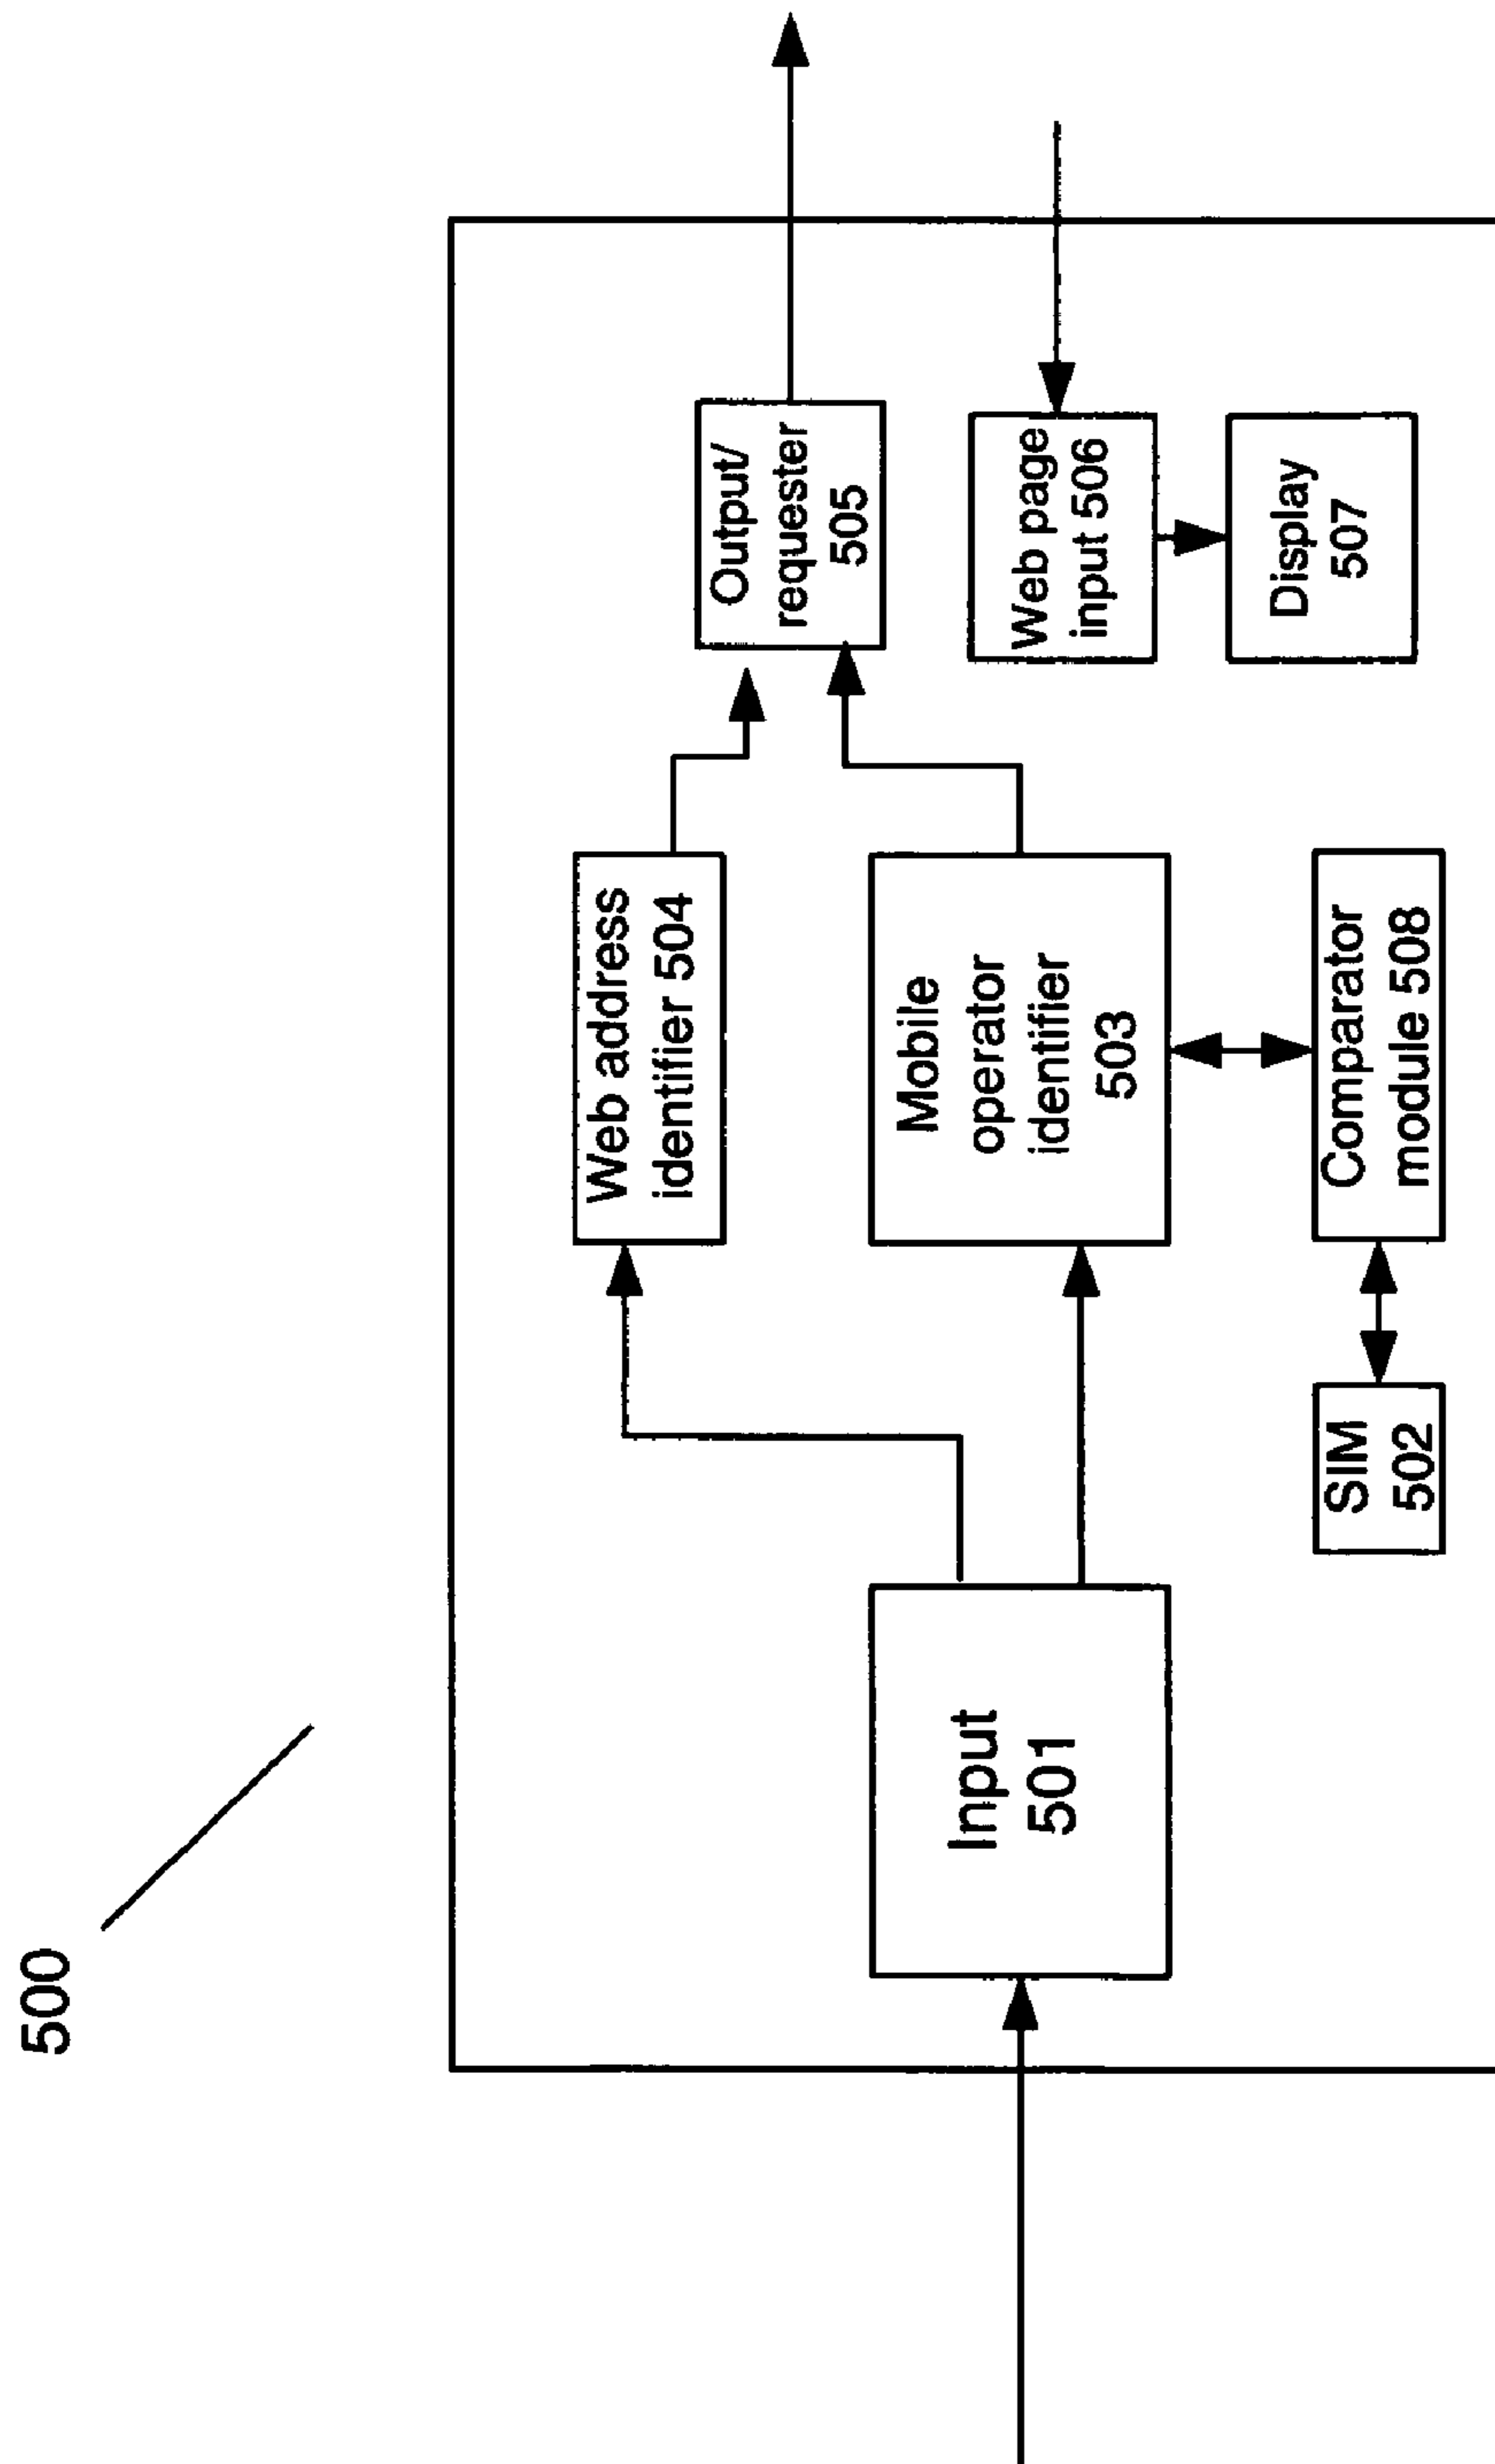 500
Input
501
Web address
identifier 504
Mobile
operator
identifier
503
SIM
502
Comparator
module 508
Output/
requester
505
Web page
input 506
Display
507